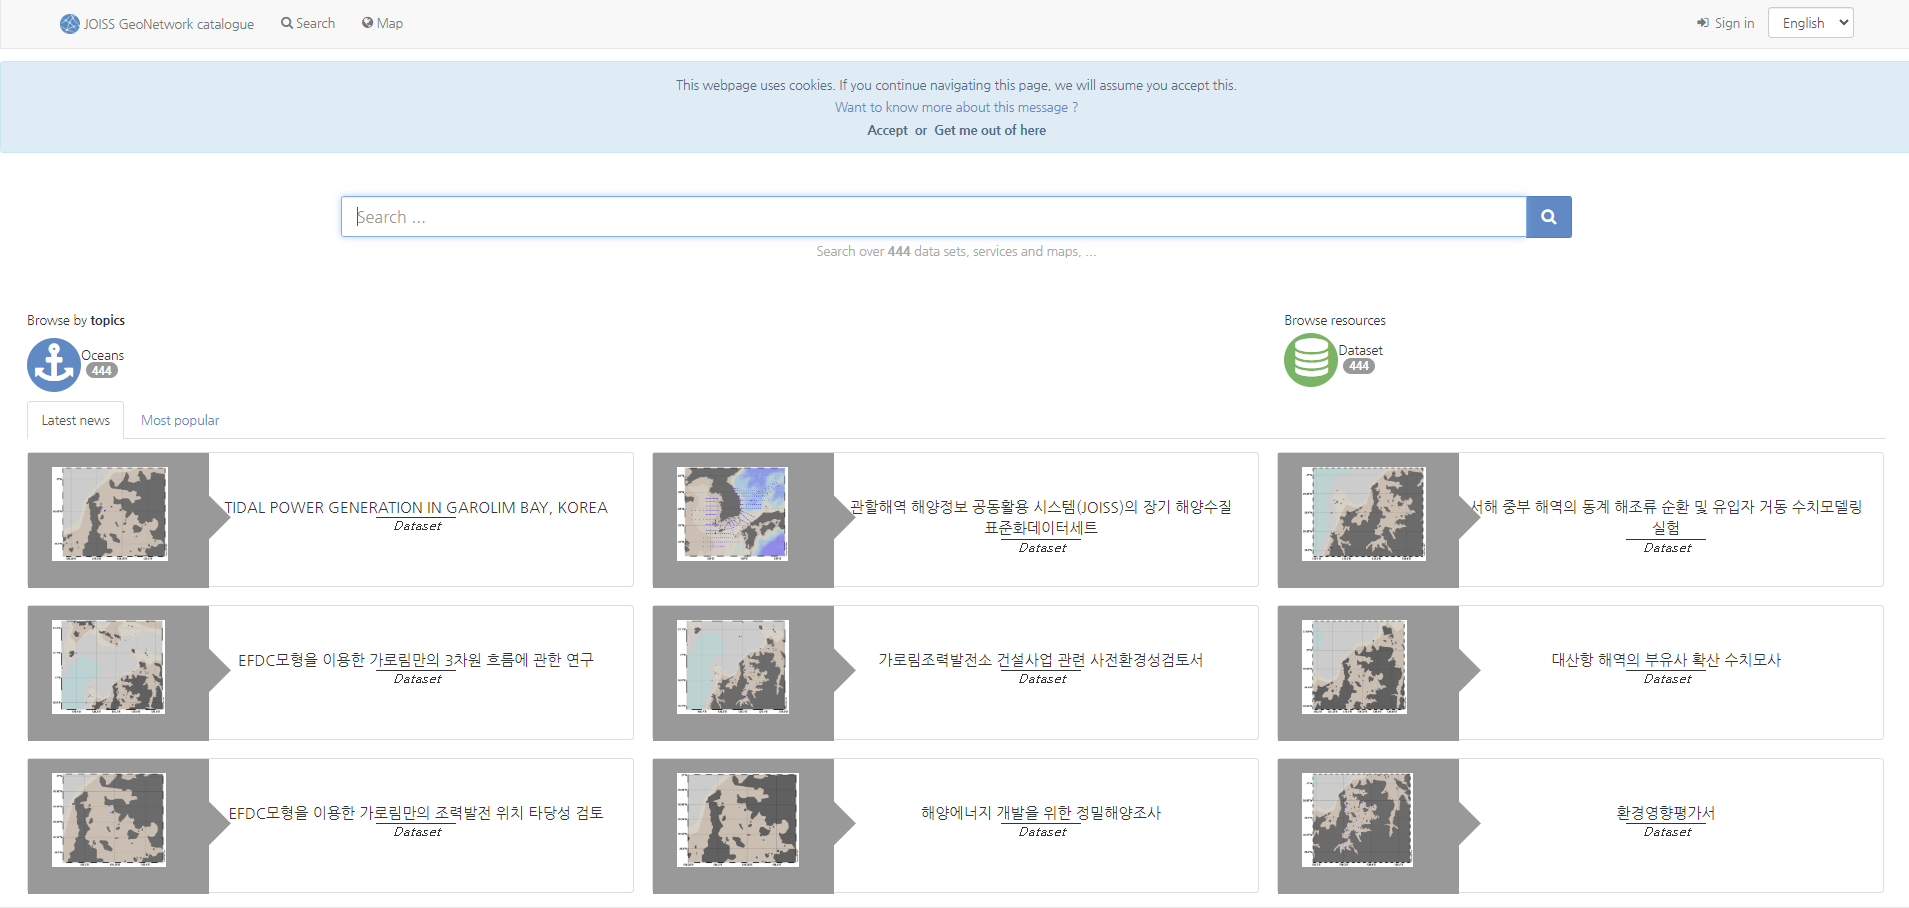 JOISS GeoNetwork catalogue Search Map Sign in English
This webpage uses cookies. If you continue navigating this page, we will assume you accept this.
Want to know more about this message ?
Accept or Get me out of here
Search ...
Search over 444 data sets, services and maps, ...
Browse by topics
Oceans
444
Browse resources
Dataset
444
Latest news Most popular
TIDAL POWER GENERATION IN GAROLIM BAY, KOREA
Dataset
관할해역 해양정보 공동활용 시스템(JOISS)의 장기 해양수질
표준화데이터세트
Dataset
서해 중부 해역의 동계 해조류 순환 및 유입자 거동 수치모델링
실험
Dataset
EFDC모형을 이용한 가로림만의 3차원 흐름에 관한 연구
Dataset
가로림조력발전소 건설사업 관련 사전환경성검토서
Dataset
대산항 해역의 부유사 확산 수치모사
Dataset
EFDC모형을 이용한 가로림만의 조력발전 위치 타당성 검토
Dataset
해양에너지 개발을 위한 정밀해양조사
Dataset
환경영향평가서
Dataset